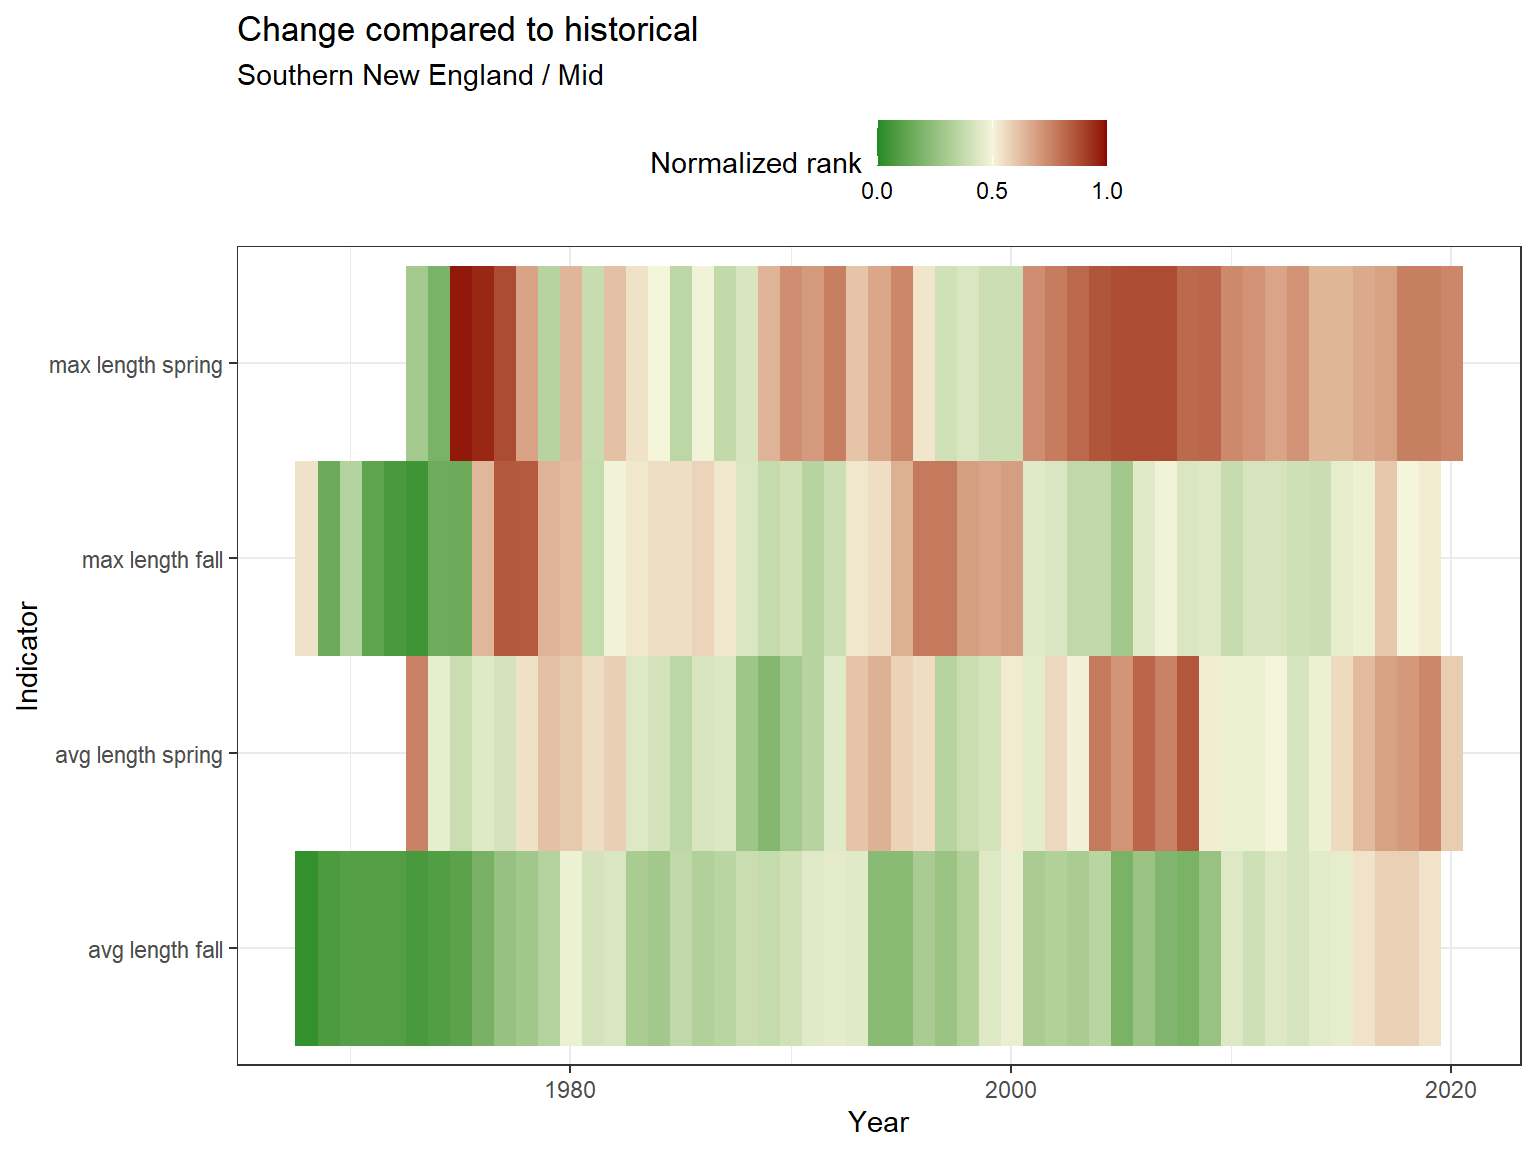 Change compared to historical
Southern New England / Mid
Normalized rank
0.0 0.5 1.0
max length spring
max length fall
avg length spring
avg length fall
Indicator
1980 2000 2020
Year